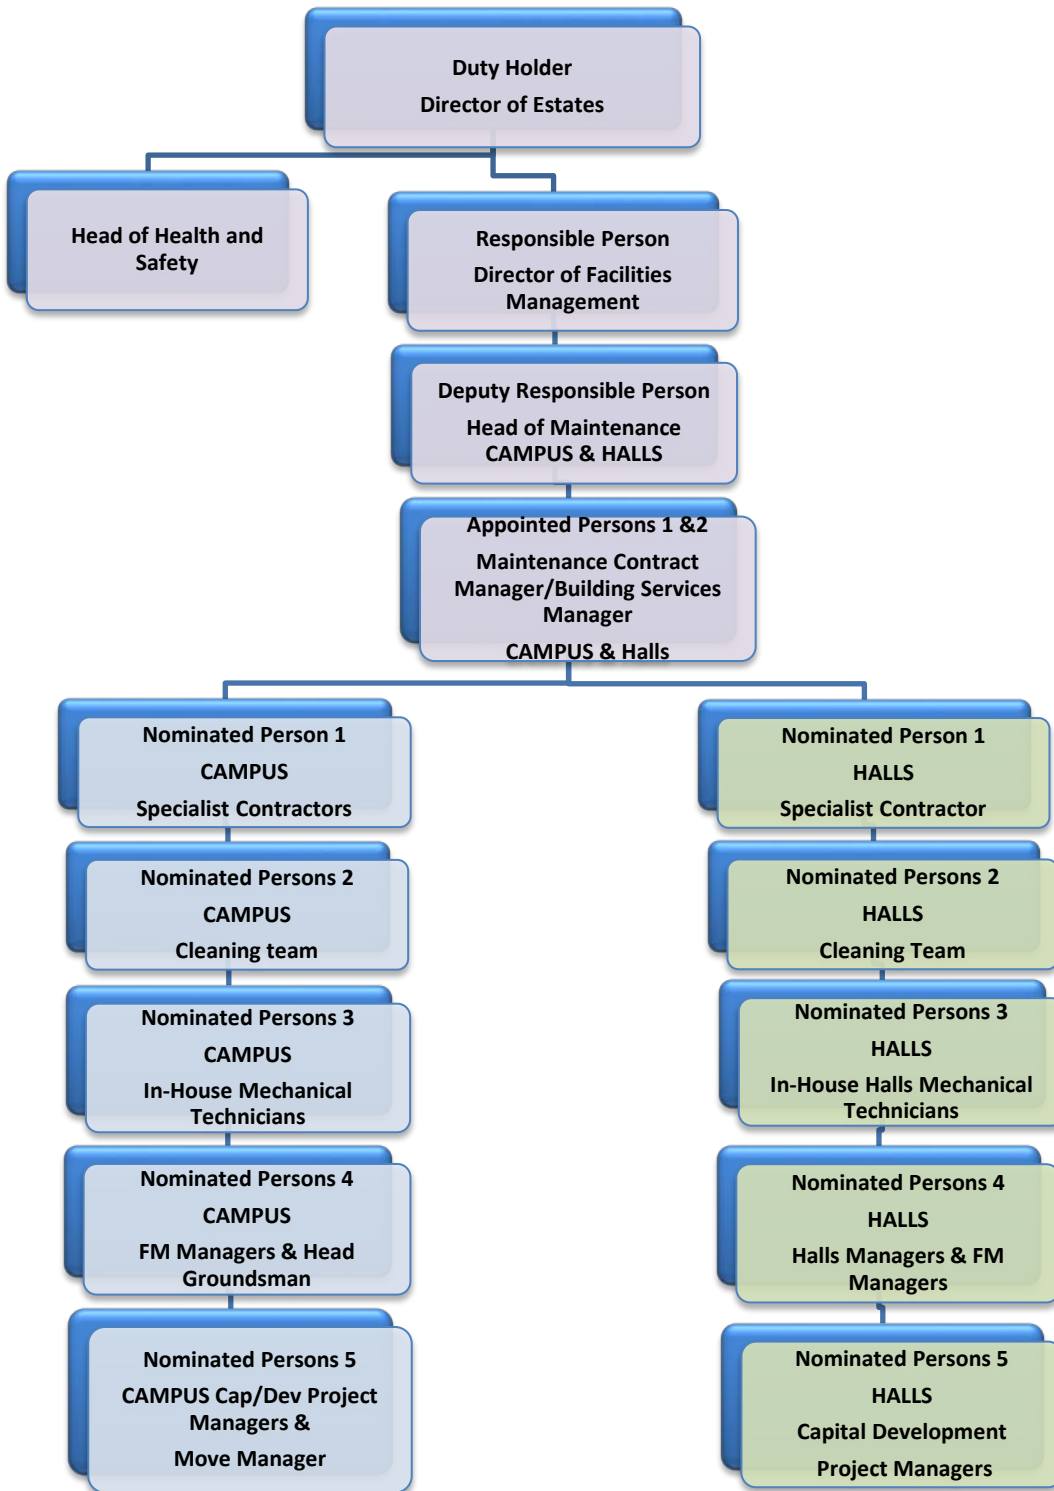 Duty Holder
Director of Estates
Head of Health and
Safety
Responsible Person
Director of Facilities
Management
Deputy Responsible Person
Head of Maintenance
CAMPUS & HALLS
Appointed Persons 1 &2
Maintenance Contract
Manager/Building Services
Manager
CAMPUS & Halls
Nominated Person 1
CAMPUS
Specialist Contractors
Nominated Persons 2
CAMPUS
Cleaning team
Nominated Persons 3
CAMPUS
In-House Mechanical
Technicians
Nominated Persons 4
CAMPUS
FM Managers & Head
Groundsman
Nominated Persons 5
CAMPUS Cap/Dev Project
Managers &
Move Manager
Nominated Person 1
HALLS
Specialist Contractor
Nominated Persons 2
HALLS
Cleaning Team
Nominated Persons 3
HALLS
In-House Halls Mechanical
Technicians
Nominated Persons 4
HALLS
Halls Managers & FM
Managers
Nominated Persons 5
HALLS
Capital Development
Project Managers